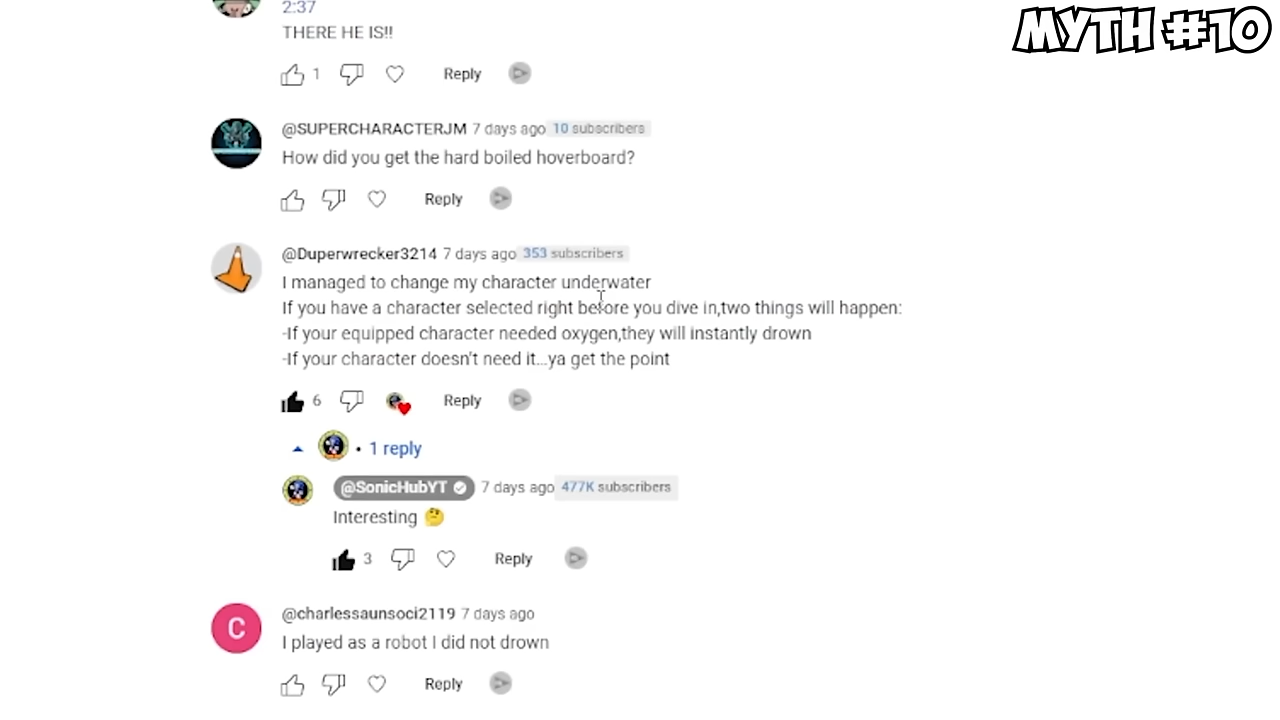 MYTH #10
2:37
THERE HE IS!!
1 Reply
@SUPERCHARACTERJM 7 days ago 10 subscribers
How did you get the hard boiled hoverboard?
Reply
@Duperwrecker3214 7 days ago 353 subscribers
I managed to change my character underwater
If you have a character selected right before you dive in,two things will happen:
-If your equipped character needed oxygen,they will instantly drown
-If your character doesn't need it...ya get the point
6 Reply
• 1 reply
@SonicHubYT 7 days ago 477K subscribers
Interesting 🤔
3 Reply
C
@charlessaunsoci2119 7 days ago
I played as a robot I did not drown
Reply